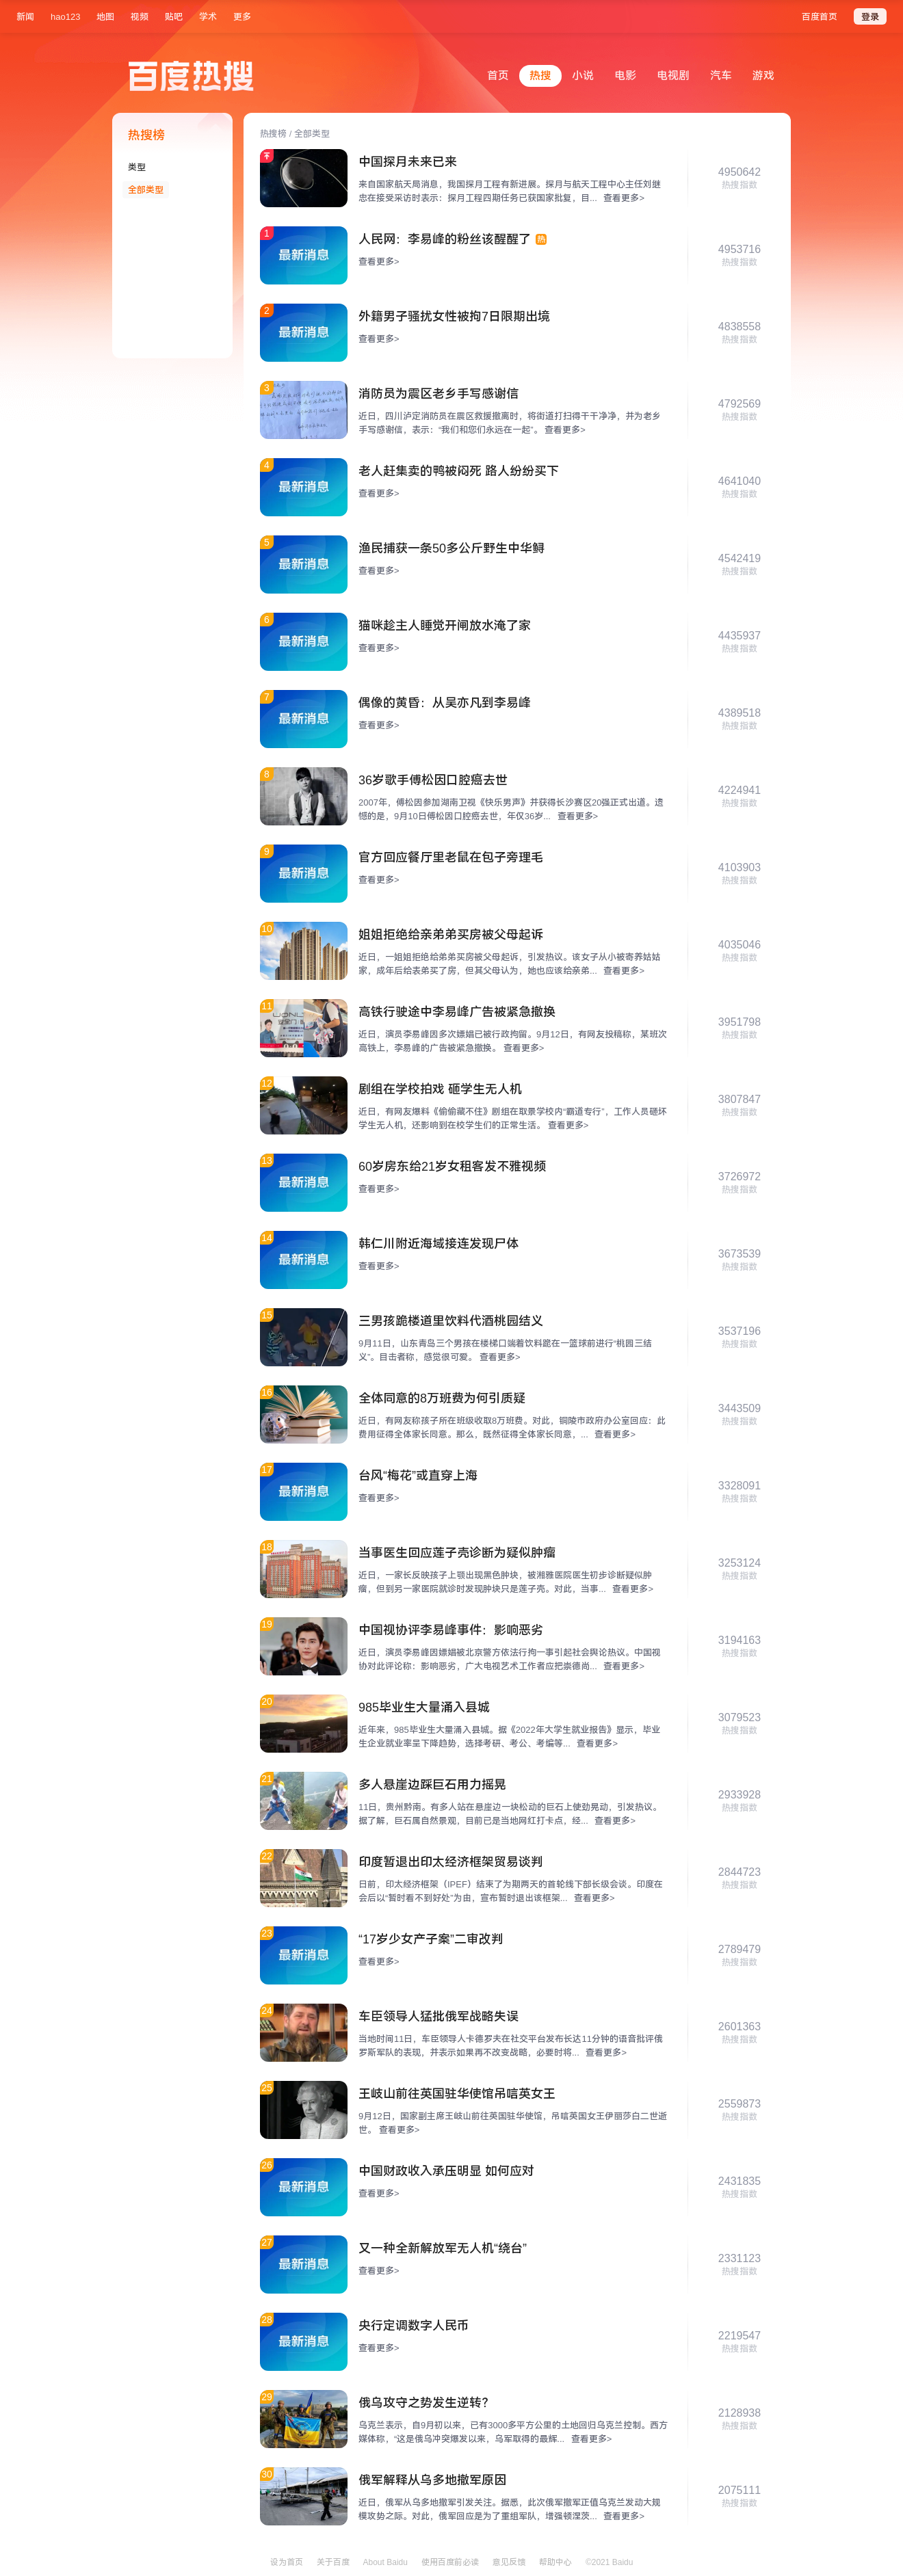 新闻 hao123 地图 视频 贴吧 学术 更多 百度首页 登录
百度热搜
首页 热搜 小说 电影 电视剧 汽车 游戏
热搜榜
类型
全部类型
热搜榜 / 全部类型
中国探月未来已来
来自国家航天局消息，我国探月工程有新进展。探月与航天工程中心主任刘继
忠在接受采访时表示：探月工程四期任务已获国家批复，目... 查看更多>
4950642
热搜指数
1
最新消息
人民网：李易峰的粉丝该醒醒了 热
查看更多>
4953716
热搜指数
2
最新消息
外籍男子骚扰女性被拘7日限期出境
查看更多>
4838558
热搜指数
3
消防员为震区老乡手写感谢信
近日，四川泸定消防员在震区救援撤离时，将街道打扫得干干净净，并为老乡
手写感谢信，表示：“我们和您们永远在一起”。 查看更多>
4792569
热搜指数
4
最新消息
老人赶集卖的鸭被闷死 路人纷纷买下
查看更多>
4641040
热搜指数
5
最新消息
渔民捕获一条50多公斤野生中华鲟
查看更多>
4542419
热搜指数
6
最新消息
猫咪趁主人睡觉开闸放水淹了家
查看更多>
4435937
热搜指数
7
最新消息
偶像的黄昏：从吴亦凡到李易峰
查看更多>
4389518
热搜指数
8
36岁歌手傅松因口腔癌去世
2007年，傅松因参加湖南卫视《快乐男声》并获得长沙赛区20强正式出道。遗
憾的是，9月10日傅松因口腔癌去世，年仅36岁... 查看更多>
4224941
热搜指数
9
最新消息
官方回应餐厅里老鼠在包子旁理毛
查看更多>
4103903
热搜指数
10
姐姐拒绝给亲弟弟买房被父母起诉
近日，一姐姐拒绝给弟弟买房被父母起诉，引发热议。该女子从小被寄养姑姑
家，成年后给表弟买了房，但其父母认为，她也应该给亲弟... 查看更多>
4035046
热搜指数
11
高铁行驶途中李易峰广告被紧急撤换
近日，演员李易峰因多次嫖娼已被行政拘留。9月12日，有网友投稿称，某班次
高铁上，李易峰的广告被紧急撤换。 查看更多>
3951798
热搜指数
12
剧组在学校拍戏 砸学生无人机
近日，有网友爆料《偷偷藏不住》剧组在取景学校内“霸道专行”，工作人员砸坏
学生无人机，还影响到在校学生们的正常生活。 查看更多>
3807847
热搜指数
13
最新消息
60岁房东给21岁女租客发不雅视频
查看更多>
3726972
热搜指数
14
最新消息
韩仁川附近海域接连发现尸体
查看更多>
3673539
热搜指数
15
三男孩跪楼道里饮料代酒桃园结义
9月11日，山东青岛三个男孩在楼梯口端着饮料跪在一篮球前进行“桃园三结
义”。目击者称，感觉很可爱。 查看更多>
3537196
热搜指数
16
全体同意的8万班费为何引质疑
近日，有网友称孩子所在班级收取8万班费。对此，铜陵市政府办公室回应：此
费用征得全体家长同意。那么，既然征得全体家长同意，... 查看更多>
3443509
热搜指数
17
最新消息
台风“梅花”或直穿上海
查看更多>
3328091
热搜指数
18
当事医生回应莲子壳诊断为疑似肿瘤
近日，一家长反映孩子上颚出现黑色肿块，被湘雅医院医生初步诊断疑似肿
瘤，但到另一家医院就诊时发现肿块只是莲子壳。对此，当事... 查看更多>
3253124
热搜指数
19
中国视协评李易峰事件：影响恶劣
近日，演员李易峰因嫖娼被北京警方依法行拘一事引起社会舆论热议。中国视
协对此评论称：影响恶劣，广大电视艺术工作者应把崇德尚... 查看更多>
3194163
热搜指数
20
985毕业生大量涌入县城
近年来，985毕业生大量涌入县城。据《2022年大学生就业报告》显示，毕业
生企业就业率呈下降趋势，选择考研、考公、考编等... 查看更多>
3079523
热搜指数
21
多人悬崖边踩巨石用力摇晃
11日，贵州黔南。有多人站在悬崖边一块松动的巨石上使劲晃动，引发热议。
据了解，巨石属自然景观，目前已是当地网红打卡点，经... 查看更多>
2933928
热搜指数
22
印度暂退出印太经济框架贸易谈判
日前，印太经济框架（IPEF）结束了为期两天的首轮线下部长级会谈。印度在
会后以“暂时看不到好处”为由，宣布暂时退出该框架... 查看更多>
2844723
热搜指数
23
最新消息
“17岁少女产子案”二审改判
查看更多>
2789479
热搜指数
24
车臣领导人猛批俄军战略失误
当地时间11日，车臣领导人卡德罗夫在社交平台发布长达11分钟的语音批评俄
罗斯军队的表现，并表示如果再不改变战略，必要时将... 查看更多>
2601363
热搜指数
25
王岐山前往英国驻华使馆吊唁英女王
9月12日，国家副主席王岐山前往英国驻华使馆，吊唁英国女王伊丽莎白二世逝
世。 查看更多>
2559873
热搜指数
26
最新消息
中国财政收入承压明显 如何应对
查看更多>
2431835
热搜指数
27
最新消息
又一种全新解放军无人机“绕台”
查看更多>
2331123
热搜指数
28
最新消息
央行定调数字人民币
查看更多>
2219547
热搜指数
29
俄乌攻守之势发生逆转？
乌克兰表示，自9月初以来，已有3000多平方公里的土地回归乌克兰控制。西方
媒体称，“这是俄乌冲突爆发以来，乌军取得的最辉... 查看更多>
2128938
热搜指数
30
俄军解释从乌多地撤军原因
近日，俄军从乌多地撤军引发关注。据悉，此次俄军撤军正值乌克兰发动大规
模攻势之际。对此，俄军回应是为了重组军队，增强顿涅茨... 查看更多>
2075111
热搜指数
设为首页 关于百度 About Baidu 使用百度前必读 意见反馈 帮助中心 ©2021 Baidu